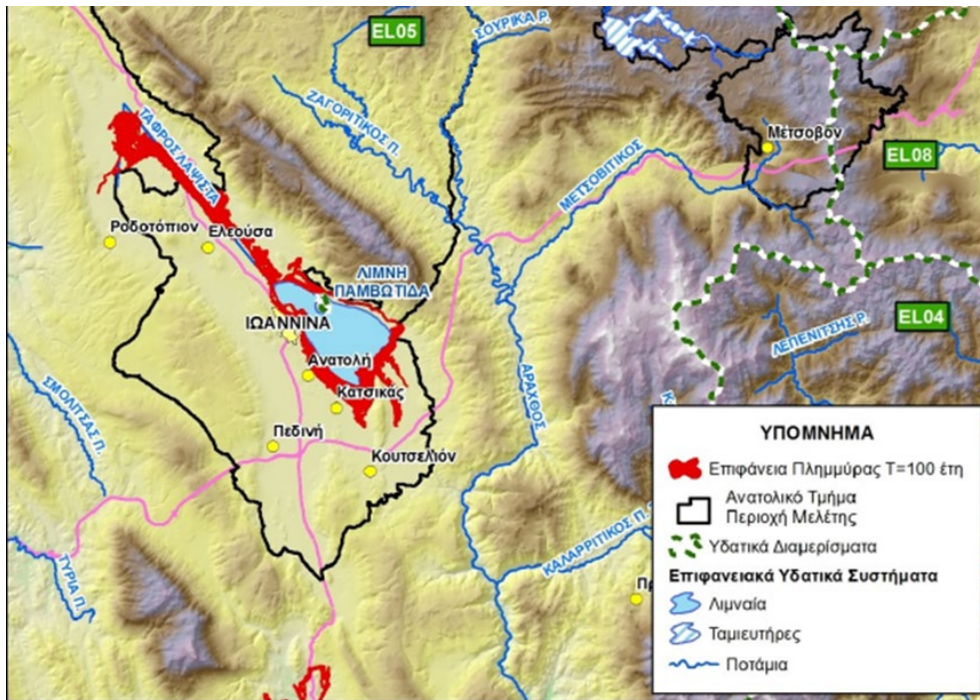 ΣΟΥΡΙΚΑ Ρ.
EL05
ΖΑΓΟΡΙΤΙΚΟΣ Π.
ΤΑΦΡΟΣ ΛΑΨΙΣΤΑ
Μέτσοβον
EL08
ΜΕΤΣΟΒΙΤΙΚΟΣ
Ροδοτόπιον
Ελεούσα
ΛΙΜΝΗ
ΠΑΜΒΩΤΙΔΑ
ΙΩΑΝΝΙΝΑ
EL04
ΛΕΠΕΝΙΤΣΗΣ Ρ.
Ανατολή
Κατσικάς
ΑΡΑΧΘΟΣ
ΣΜΟΛΙΤΣΑΣ Π.
Πεδινή
Κουτσελιόν
ΚΑΛΑΡΡΙΤΙΚΟΣ Π.
ΤΥΡΙΑ Π.
ΥΠΟΜΝΗΜΑ
Επιφάνεια Πλημμύρας Τ=100 έτη
Ανατολικό Τμήμα
Περιοχή Μελέτης
Υδατικά Διαμερίσματα
Επιφανειακά Υδατικά Συστήματα
Λιμναία
Ταμιευτήρες
Ποτάμια